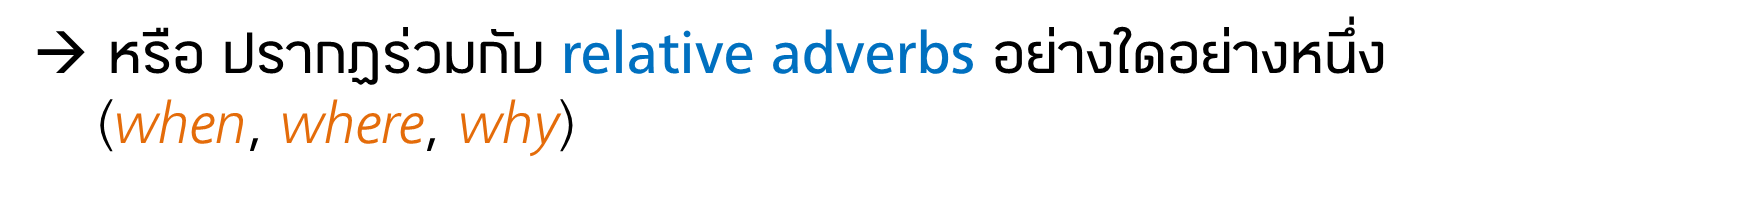 → หรือ ปรากฏร่วมกับ relative adverbs อย่างใดอย่างหนึ่ง
(when, where, why)